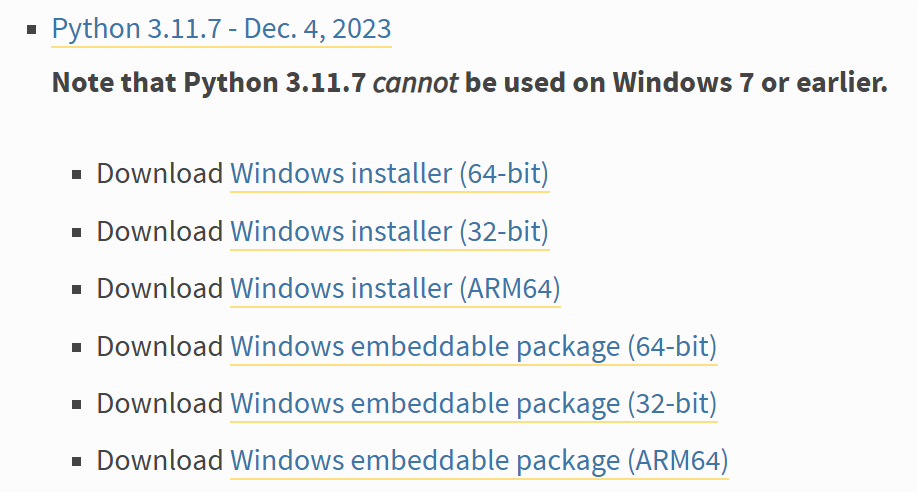 Python 3.11.7 - Dec. 4, 2023
Note that Python 3.11.7 cannot be used on Windows 7 or earlier.
Download Windows installer (64-bit)
Download Windows installer (32-bit)
Download Windows installer (ARM64)
Download Windows embeddable package (64-bit)
Download Windows embeddable package (32-bit)
Download Windows embeddable package (ARM64)